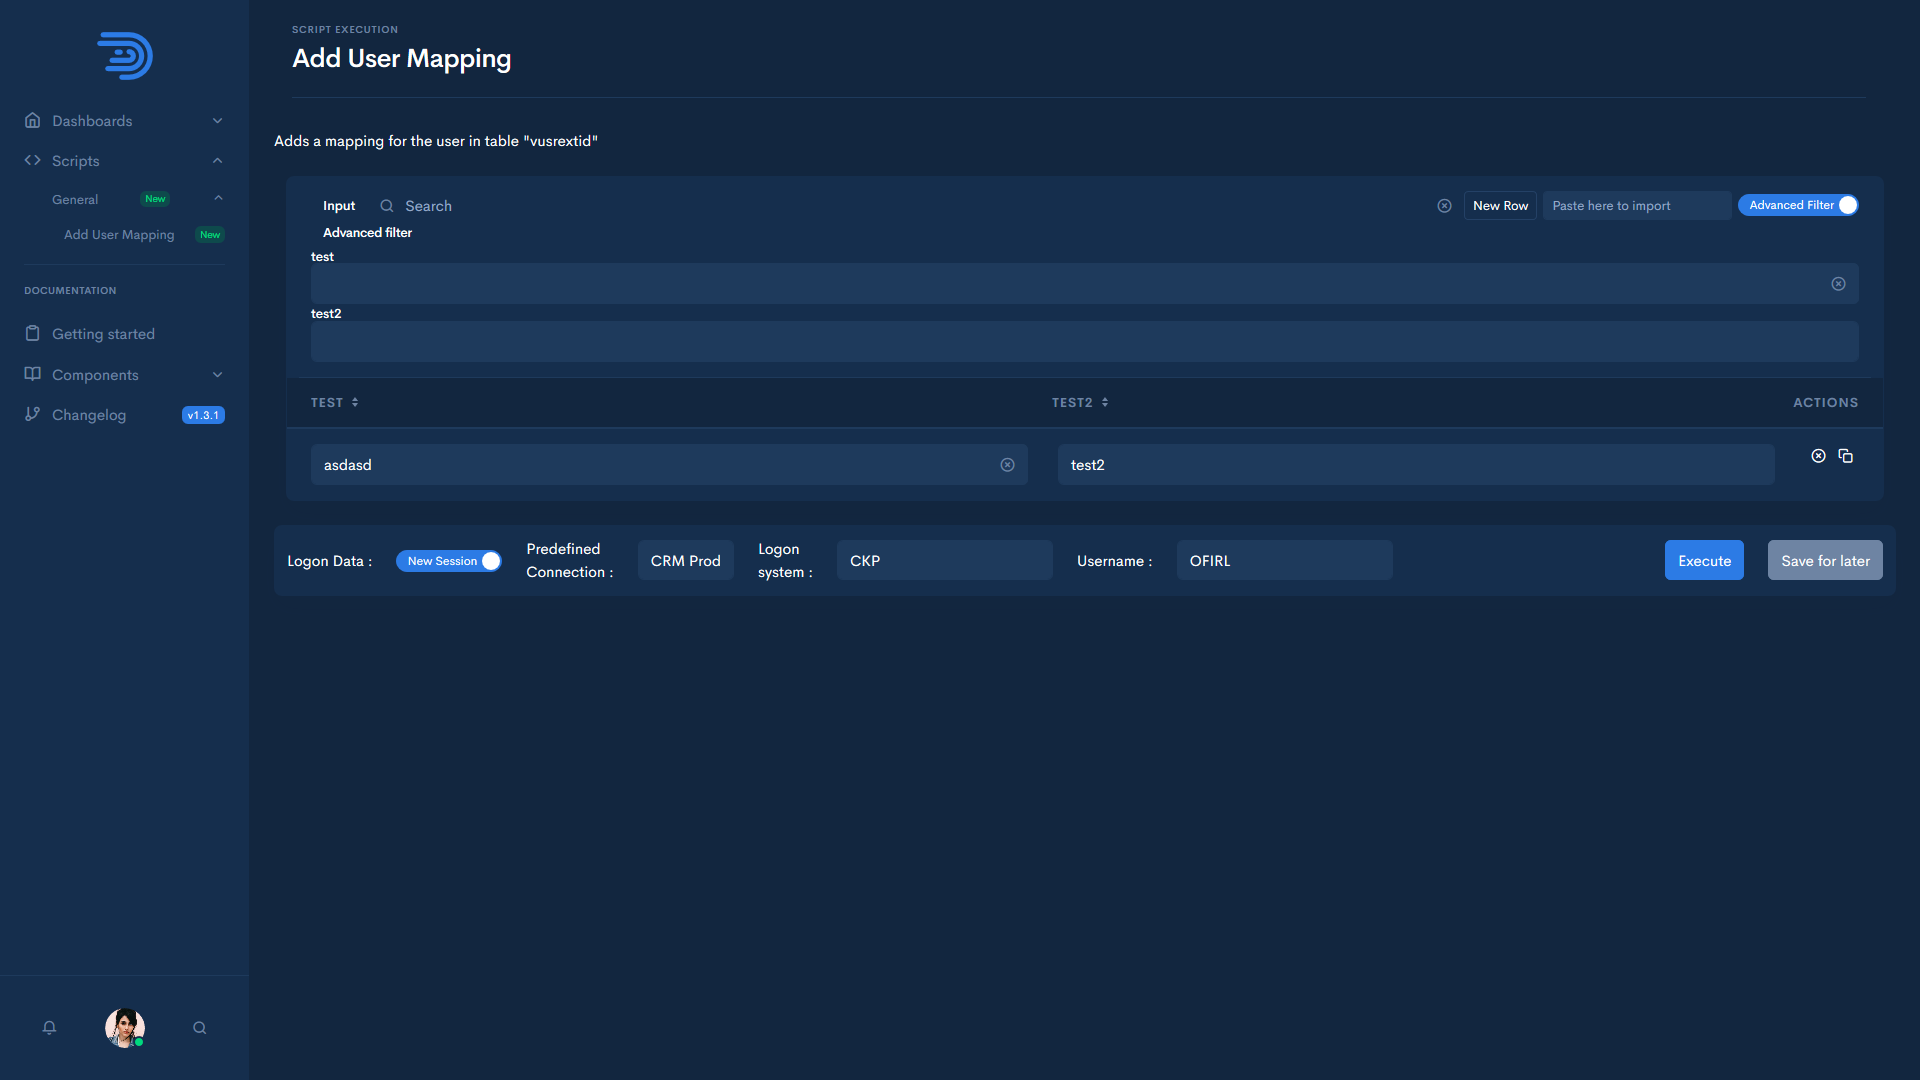 SCRIPT EXECUTION
Add User Mapping
Dashboards
Scripts
General New
Add User Mapping New
DOCUMENTATION
Getting started
Components
Changelog v1.3.1
Adds a mapping for the user in table "vusrextid"
Input Search New Row Paste here to import Advanced Filter
Advanced filter
test
test2
TEST TEST2 ACTIONS
asdasd test2
Logon Data : New Session Predefined Connection : CRM Prod Logon system : CKP Username : OFIRL Execute Save for later